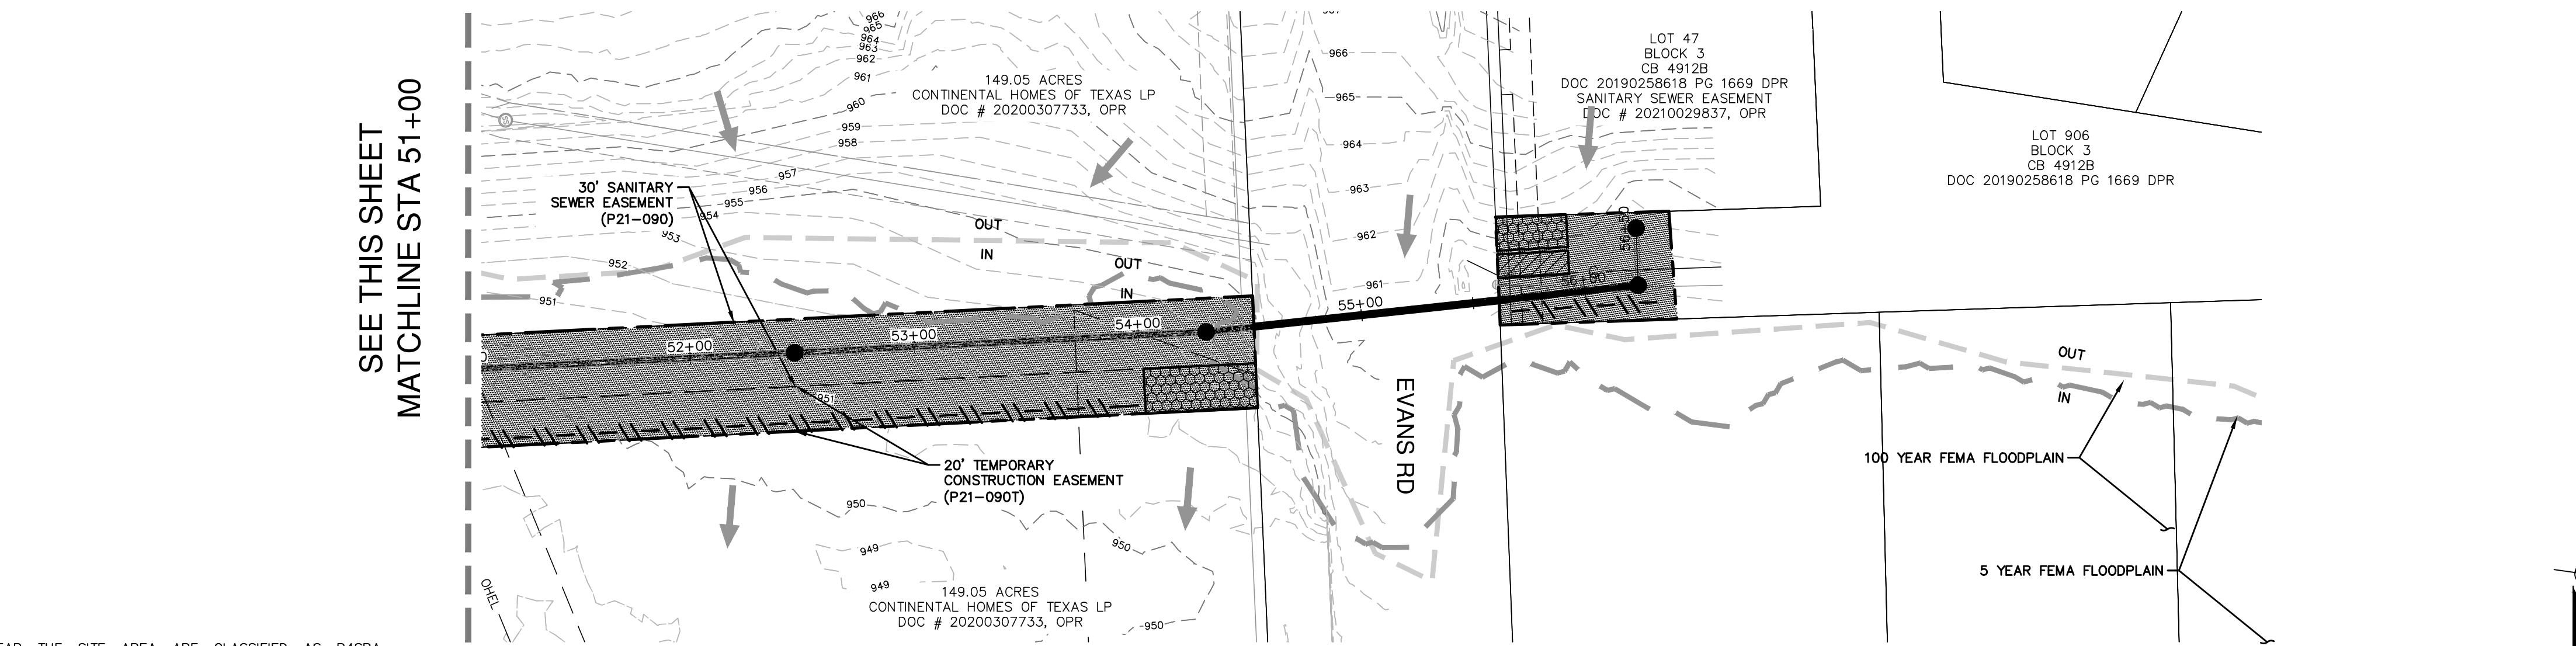 SEE THIS SHEET
MATCHLINE STA 51+00
966
965
964
963
962
961
960
959
958
957
956
955
954
953
952
951
149.05 ACRES
CONTINENTAL HOMES OF TEXAS LP
DOC # 20200307733, OPR
30' SANITARY
SEWER EASEMENT
(P21-090)
OUT
IN
OUT
IN
966
965
964
963
962
961
LOT 47
BLOCK 3
CB 4912B
DOC 20190258618 PG 1669 DPR
SANITARY SEWER EASEMENT
DOC # 20210029837, OPR
LOT 906
BLOCK 3
CB 4912B
DOC 20190258618 PG 1669 DPR
52+00
53+00
54+00
55+00
56+00
56+50
951
20' TEMPORARY
CONSTRUCTION EASEMENT
(P21-090T)
EVANS RD
OUT
IN
100 YEAR FEMA FLOODPLAIN
5 YEAR FEMA FLOODPLAIN
950
949
950
949
950
149.05 ACRES
CONTINENTAL HOMES OF TEXAS LP
DOC # 20200307733, OPR
OHEL